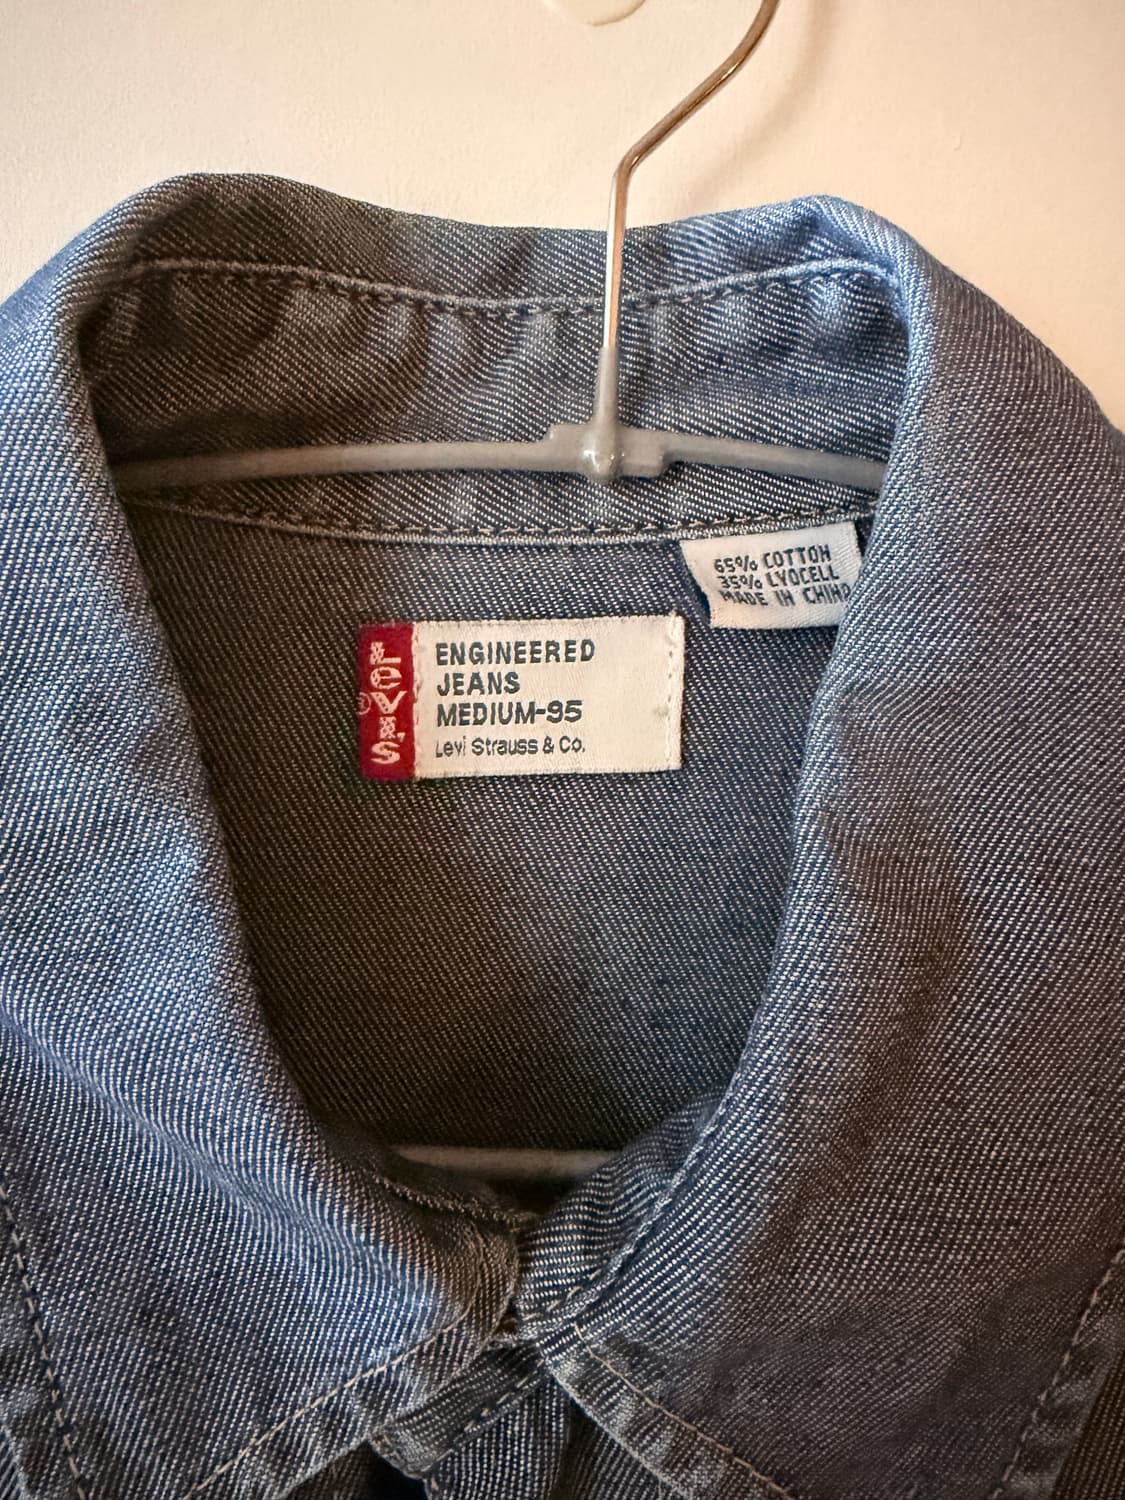 65% COTTON
35% LYOCELL
MADE IN CHINA
LEVI'S
®
ENGINEERED
JEANS
MEDIUM-95
Levi Strauss & Co.